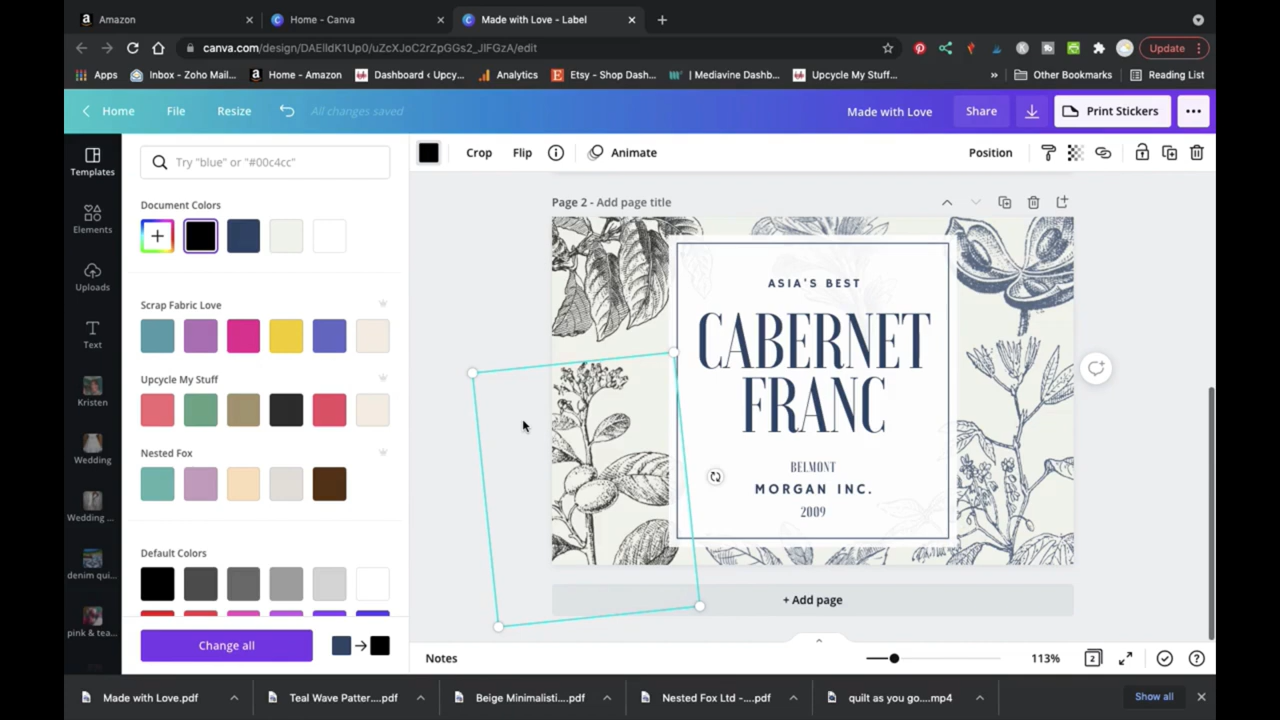 Amazon
Home - Canva
Made with Love - Label
canva.com/design/DAEIldK1Up0/uZcXJoC2rZpGGs2_JIFGzA/edit
Update
Apps
Inbox - Zoho Mail...
Home - Amazon
Dashboard ‹ Upcy...
Analytics
Etsy - Shop Dash...
Mediavine Dashb...
Upcycle My Stuff...
»
Other Bookmarks
Reading List
Home
File
Resize
All changes saved
Made with Love
Share
Print Stickers
Try "blue" or "#00c4cc"
Crop
Flip
Animate
Position
Templates
Elements
Uploads
Text
Kristen
Wedding
Wedding ...
denim qui...
pink & tea...
Document Colors
Scrap Fabric Love
Upcycle My Stuff
Nested Fox
Default Colors
Change all
Page 2 - Add page title
ASIA'S BEST
CABERNET
FRANC
BELMONT
MORGAN INC.
2009
+ Add page
Notes
113%
2
Made with Love.pdf
Teal Wave Patter....pdf
Beige Minimalisti....pdf
Nested Fox Ltd -....pdf
quilt as you go....mp4
Show all